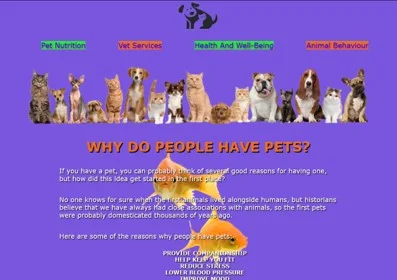 Pet Nutrition
Vet Services
Health And Well-Being
Animal Behaviour
WHY DO PEOPLE HAVE PETS?
If you have a pet, you can probably think of several good reasons for having one,
but how did this idea get started in the first place?
No one knows for sure when the first animals lived alongside humans, but historians
believe that we have always had close associations with animals, so the first pets
were probably domesticated thousands of years ago.
Here are some of the reasons why people have pets:
PROVIDE COMPANIONSHIP
HELP KEEP YOU FIT
REDUCE STRESS
LOWER BLOOD PRESSURE
IMPROVE MOOD